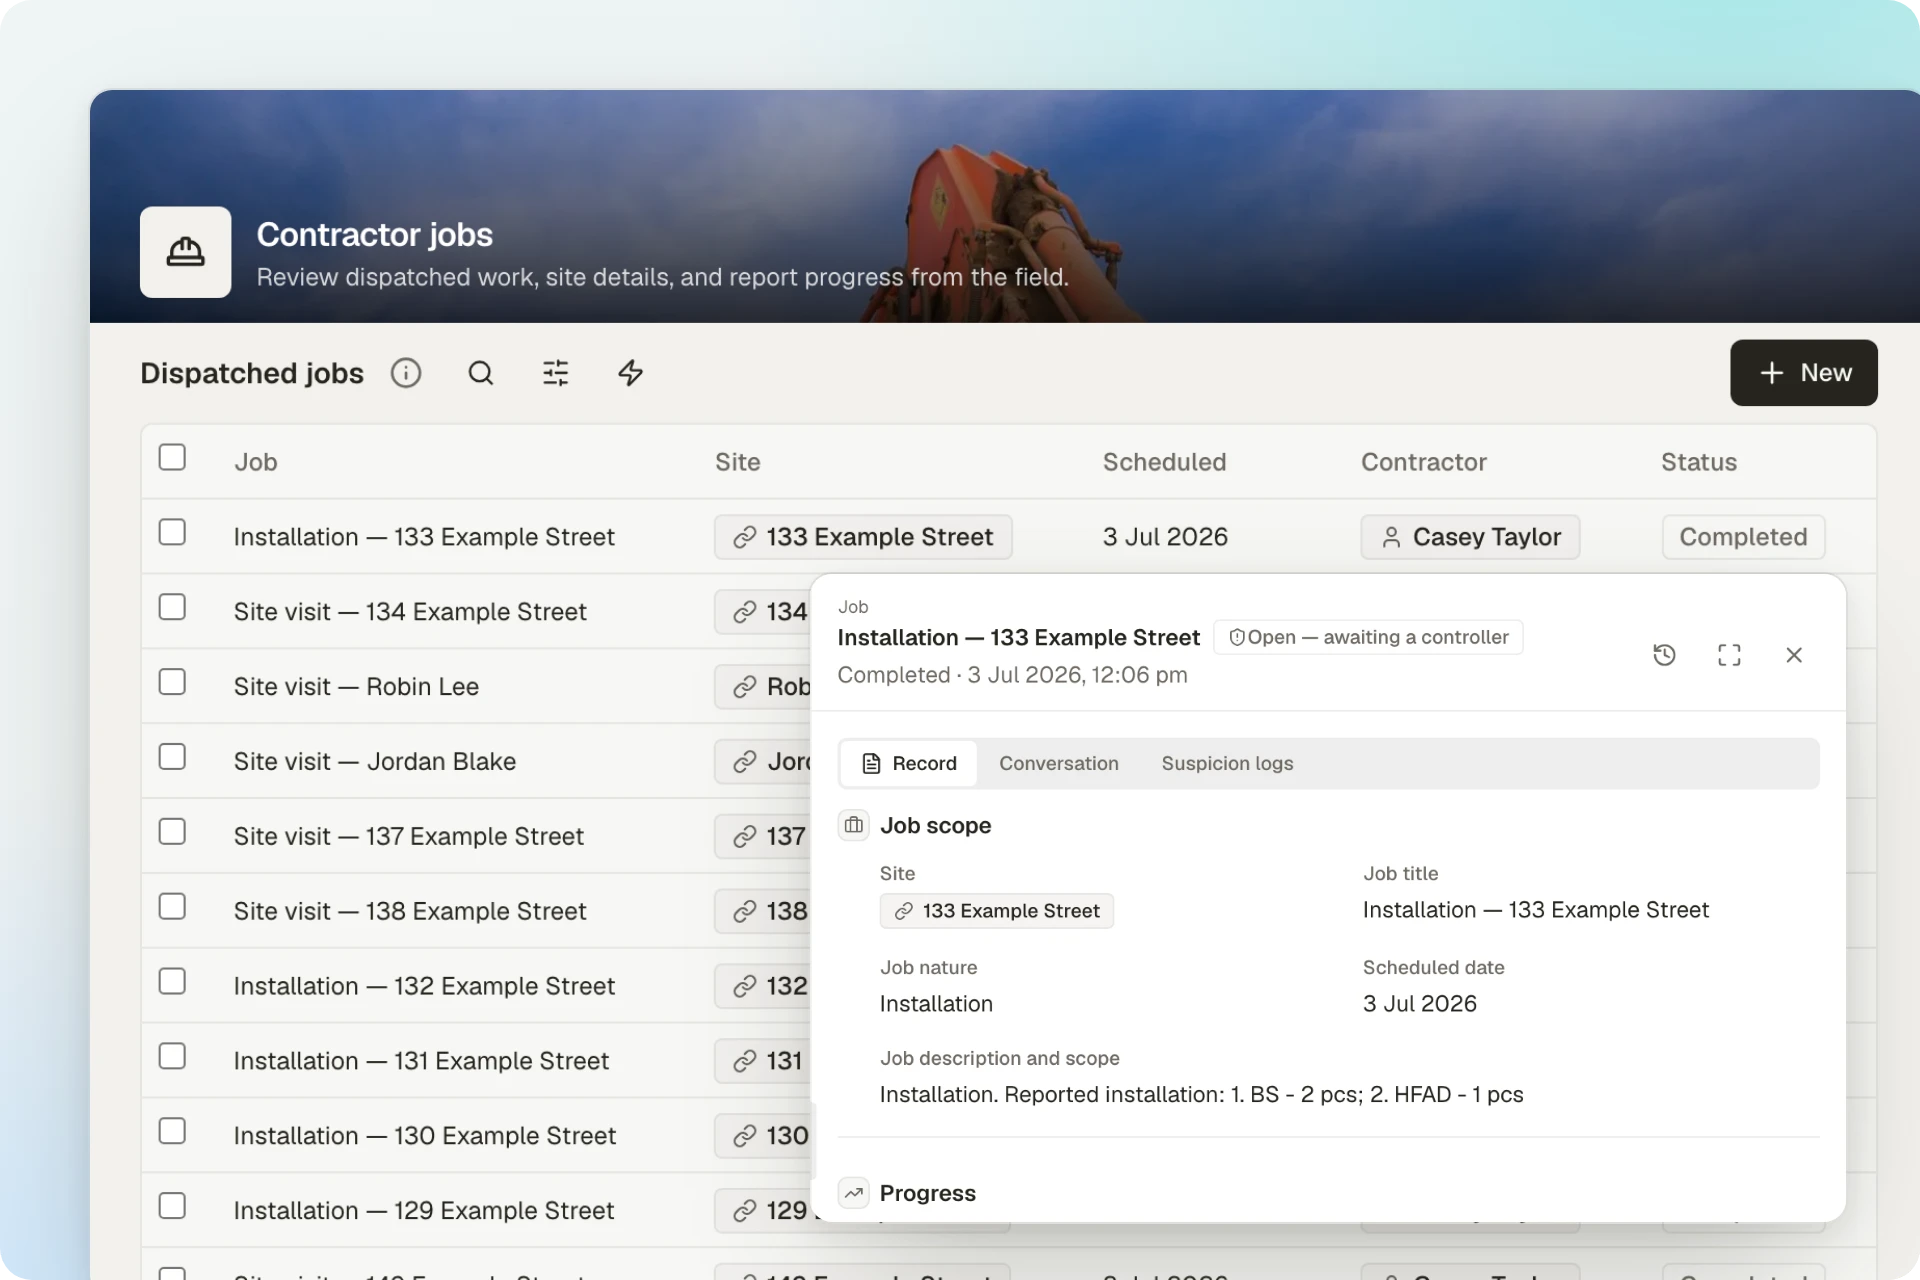 Contractor jobs
Review dispatched work, site details, and report progress from the field.
Dispatched jobs
New
Job Site Scheduled Contractor Status
Installation — 133 Example Street 133 Example Street 3 Jul 2026 Casey Taylor Completed
Site visit — 134 Example Street 134
Site visit — Robin Lee Rob
Site visit — Jordan Blake
Site visit — 137 Example Street 137
Site visit — 138 Example Street 138
Installation — 132 Example Street 132
Installation — 131 Example Street 131
Installation — 130 Example Street 130
Installation — 129 Example Street 129
Job
Installation — 133 Example Street Open — awaiting a controller
Completed · 3 Jul 2026, 12:06 pm
Record Conversation Suspicion logs
Job scope
Site Job title
133 Example Street Installation — 133 Example Street
Job nature Scheduled date
Installation 3 Jul 2026
Job description and scope
Installation. Reported installation: 1. BS - 2 pcs; 2. HFAD - 1 pcs
Progress